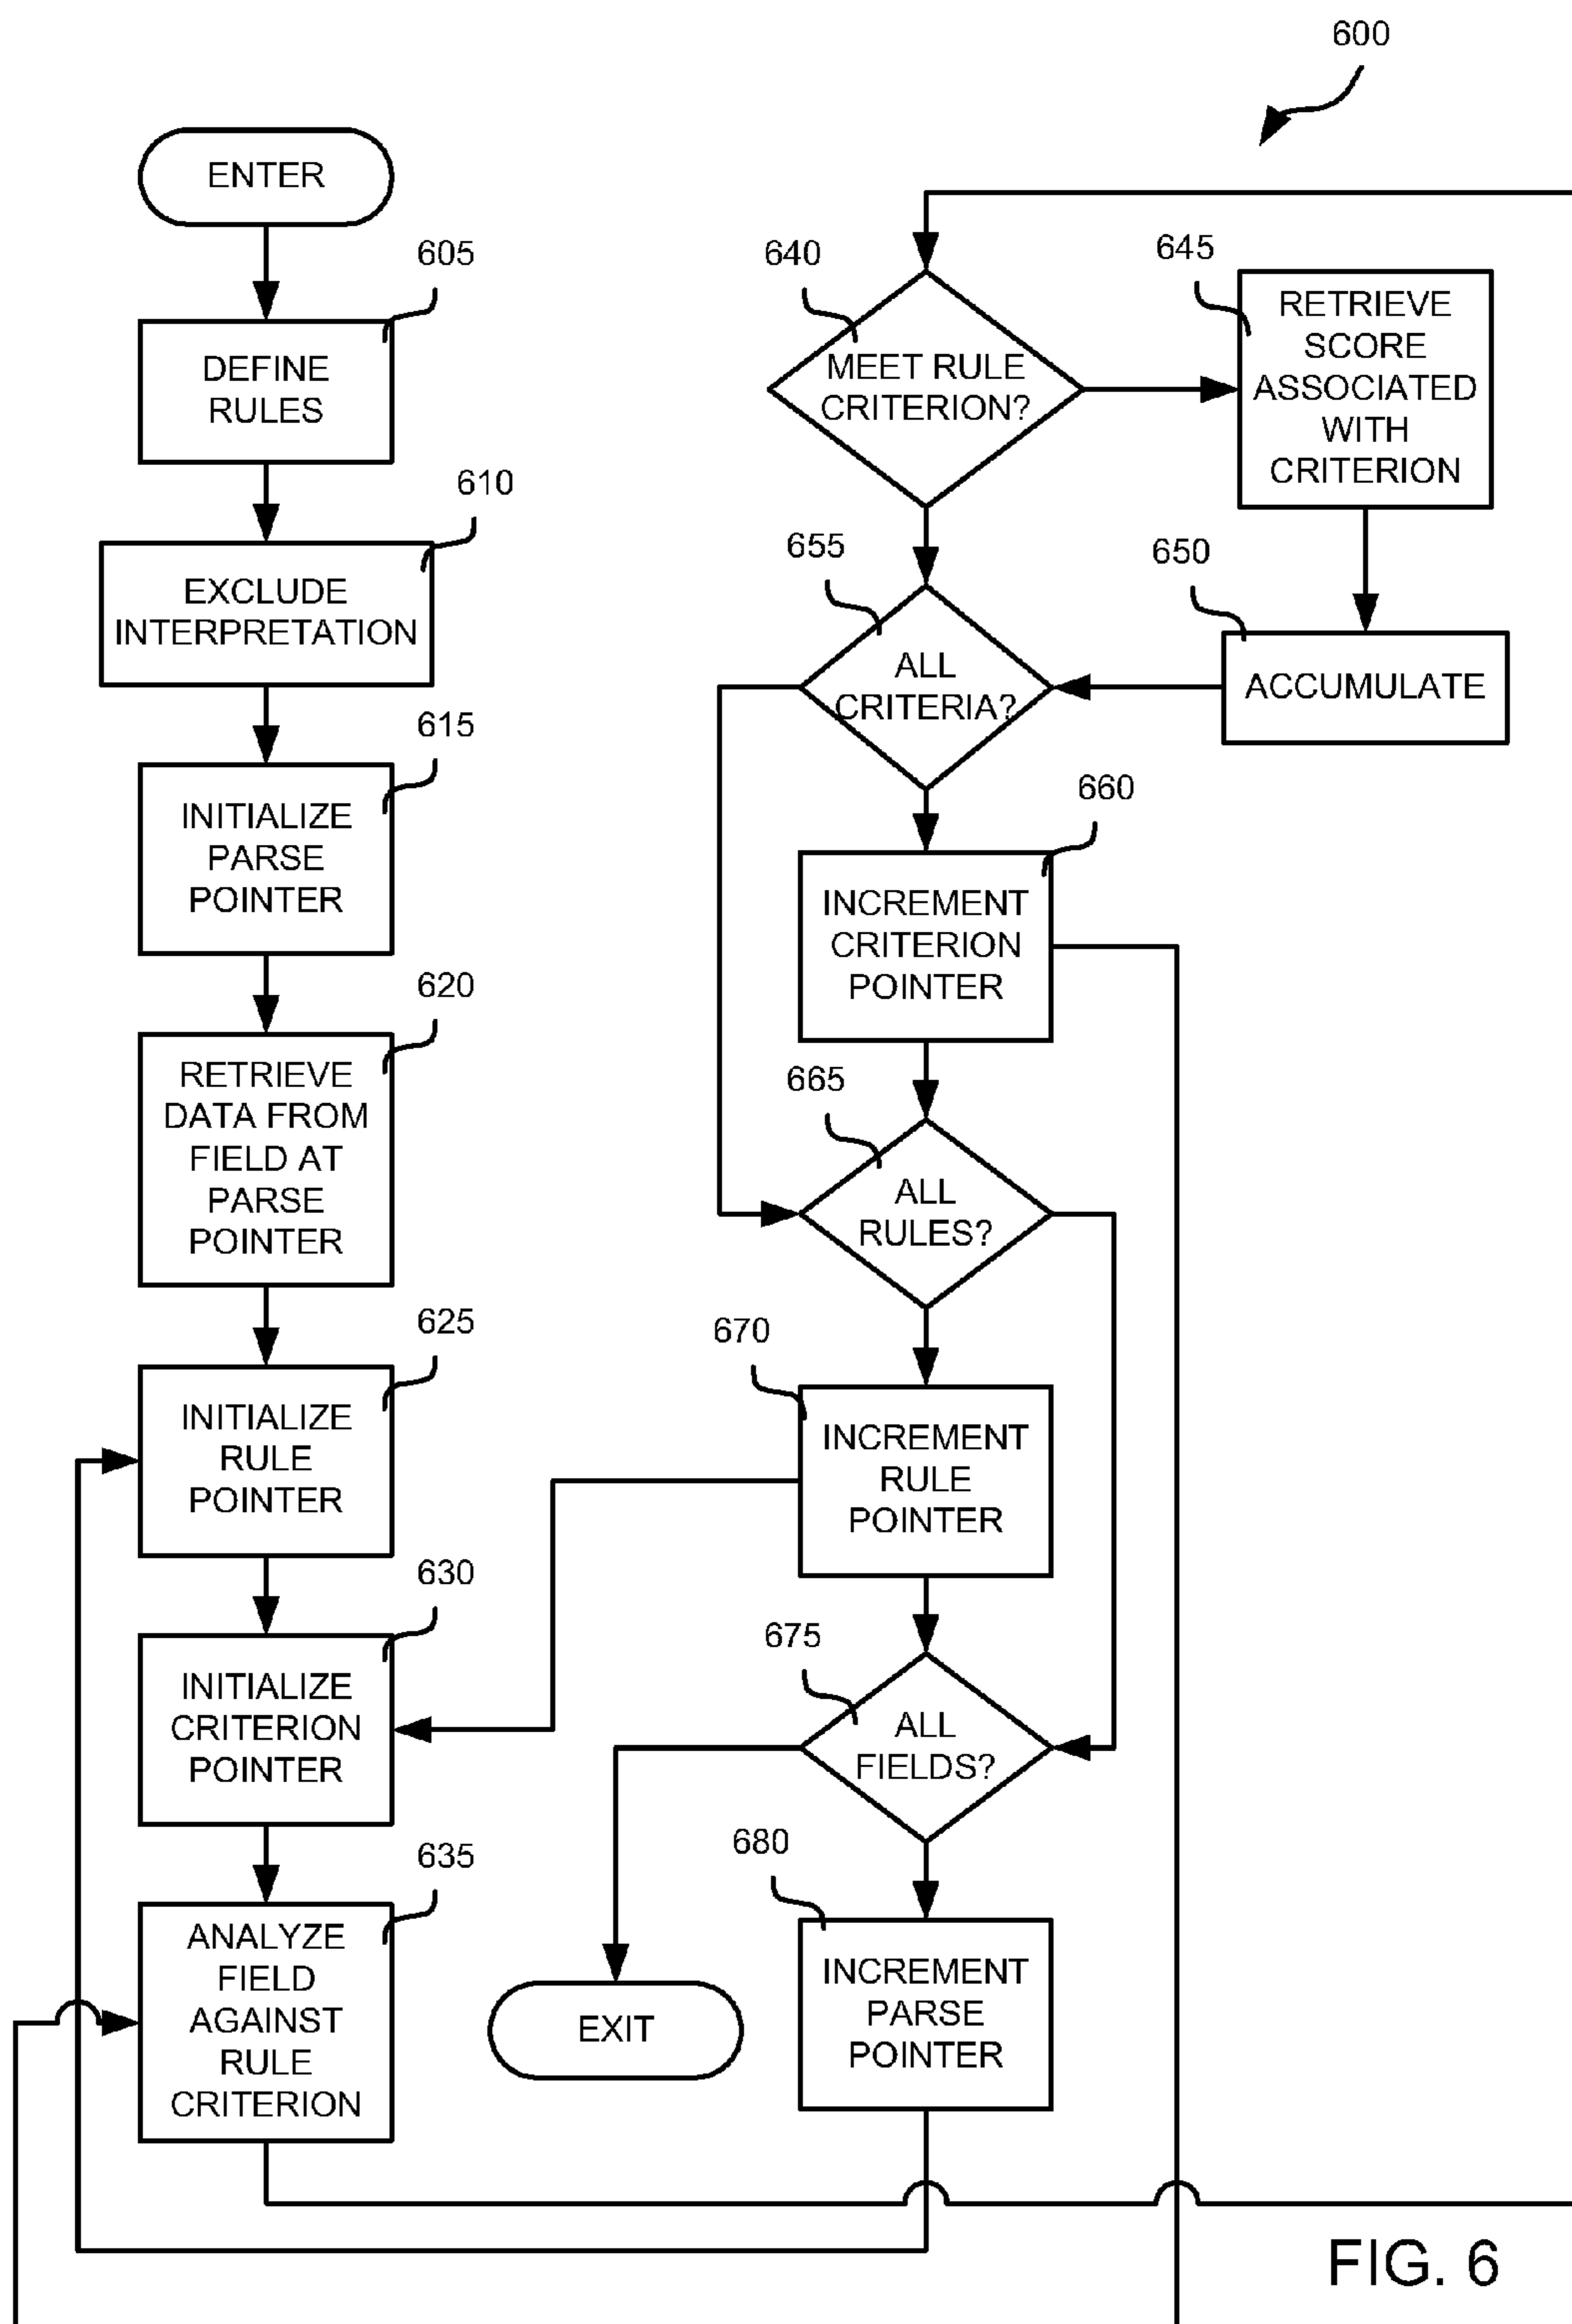 600
ENTER
605
DEFINE
RULES
610
EXCLUDE
INTERPRETATION
615
INITIALIZE
PARSE
POINTER
620
RETRIEVE
DATA FROM
FIELD AT
PARSE
POINTER
625
INITIALIZE
RULE
POINTER
630
INITIALIZE
CRITERION
POINTER
635
ANALYZE
FIELD
AGAINST
RULE
CRITERION
640
MEET RULE
CRITERION?
645
RETRIEVE
SCORE
ASSOCIATED
WITH
CRITERION
650
ACCUMULATE
655
ALL
CRITERIA?
660
INCREMENT
CRITERION
POINTER
665
ALL
RULES?
670
INCREMENT
RULE
POINTER
675
ALL
FIELDS?
680
INCREMENT
PARSE
POINTER
EXIT
FIG. 6